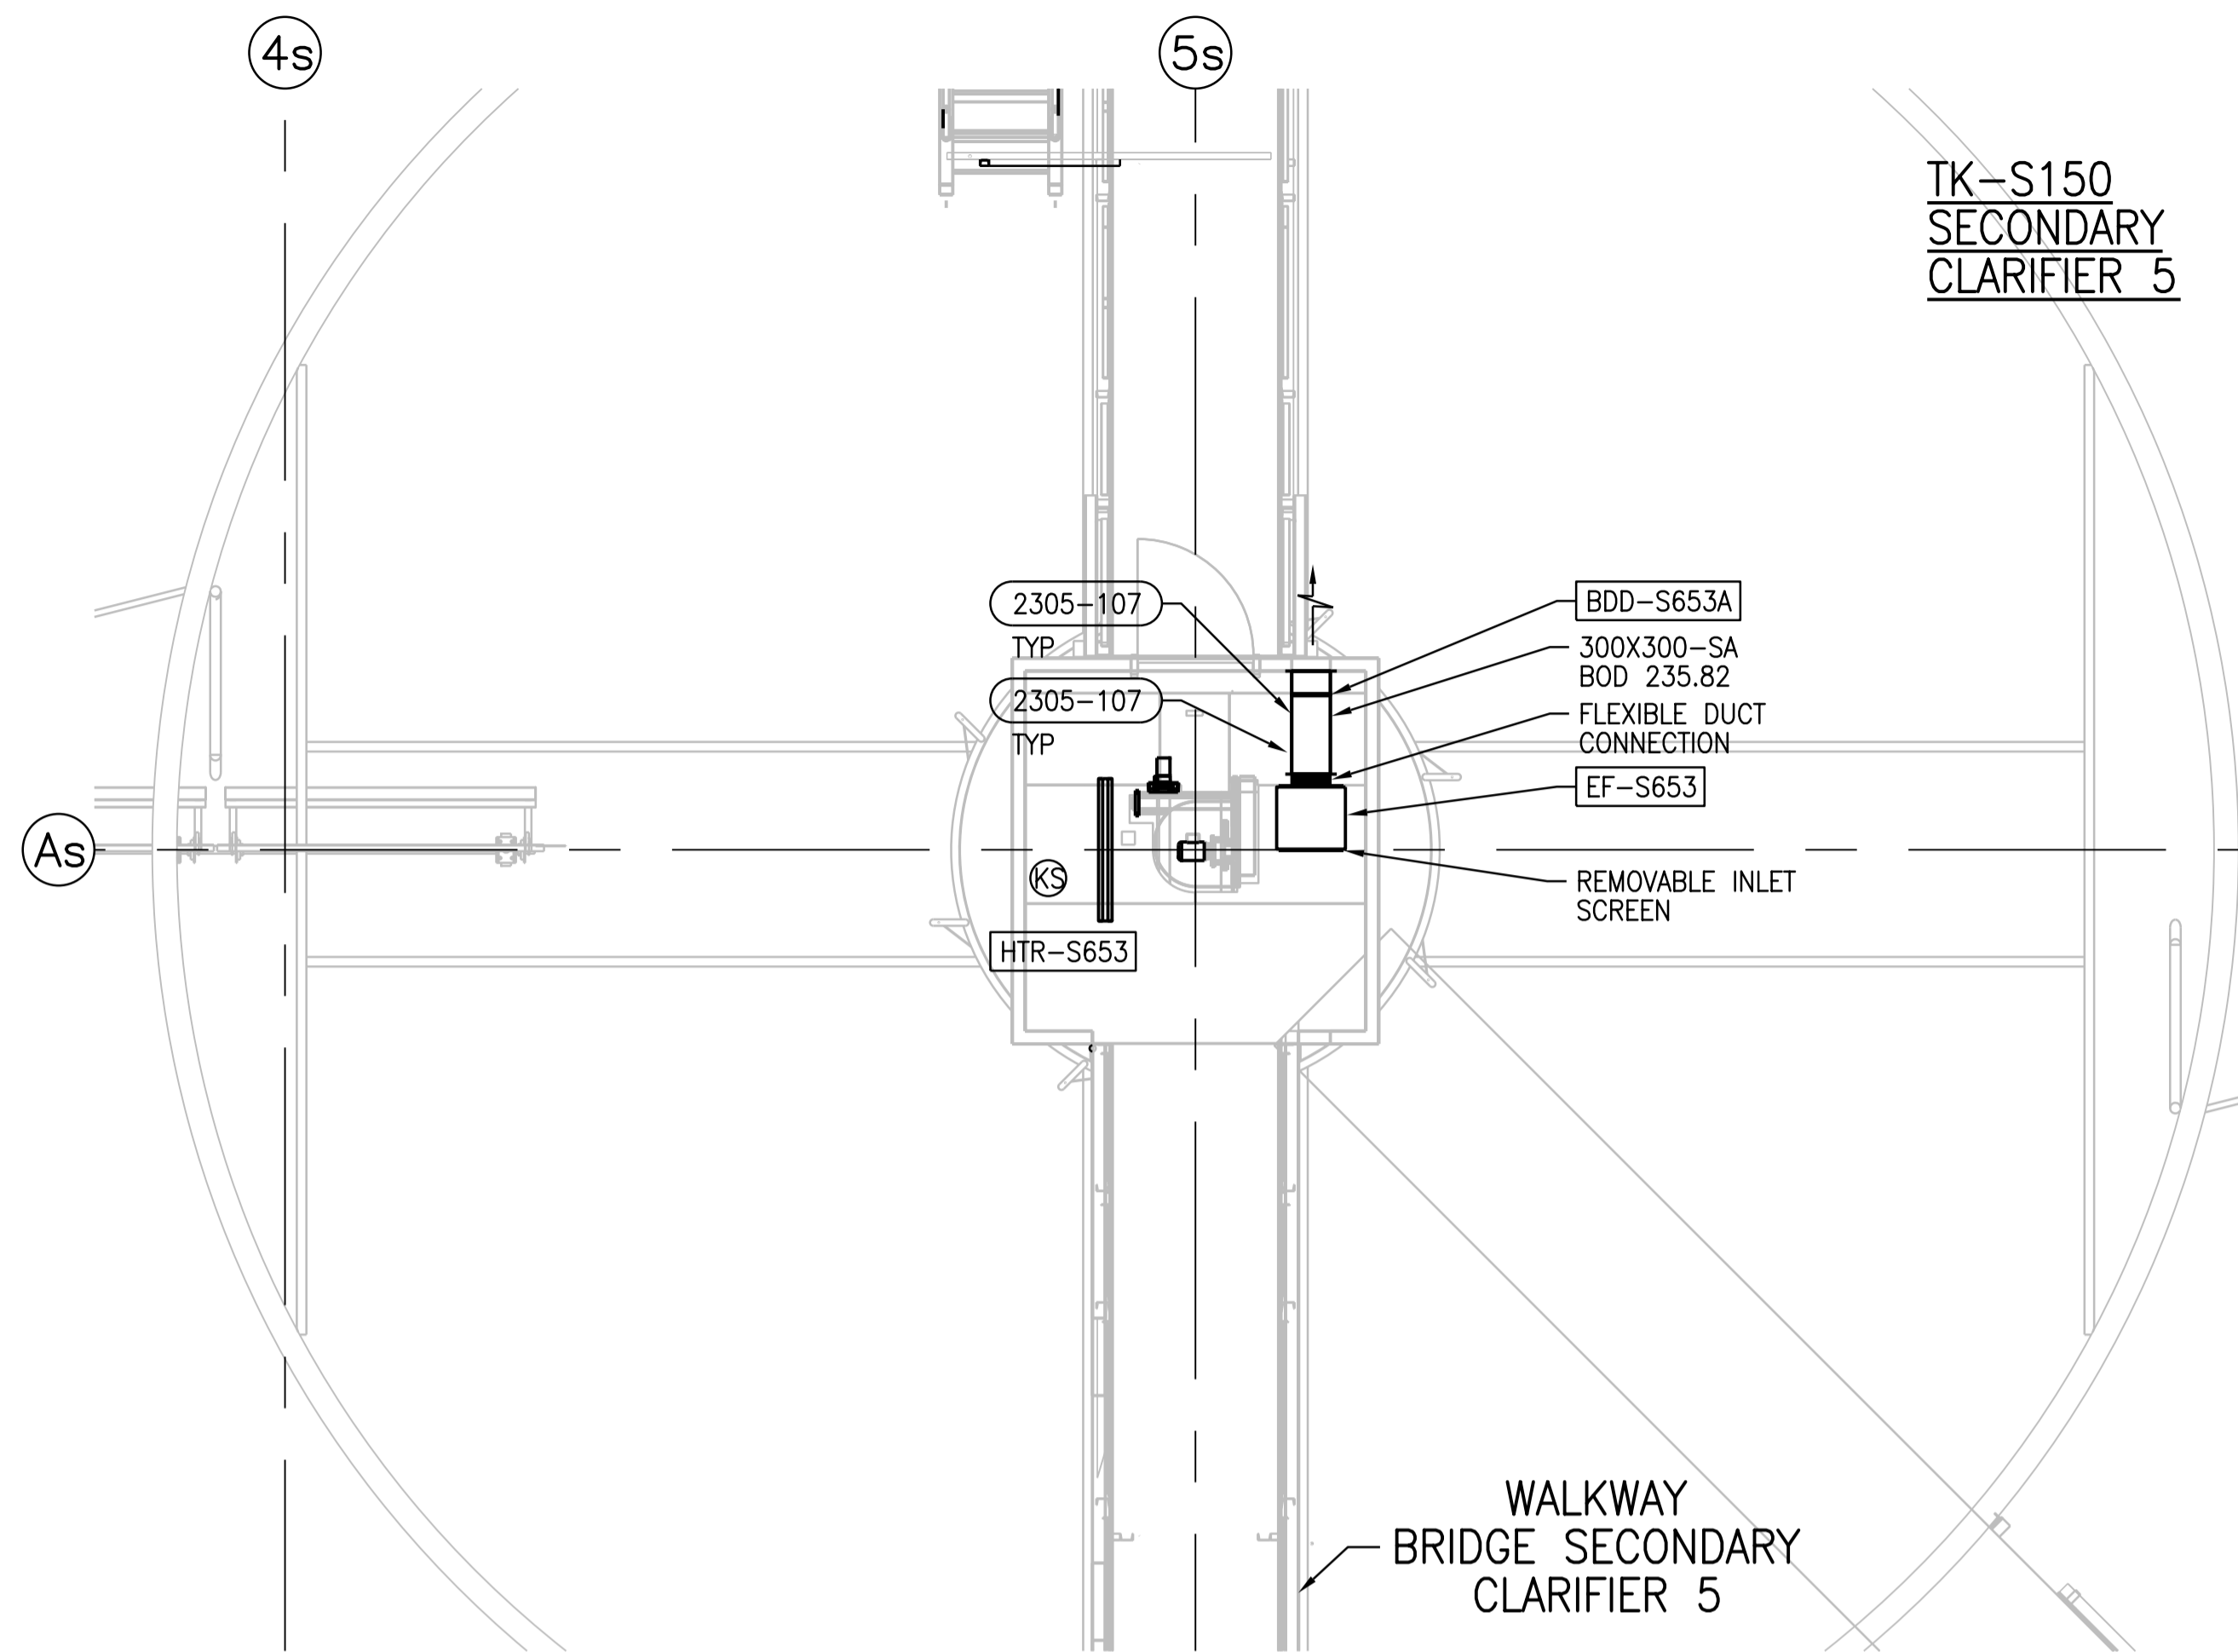 4s
5s
TK-S150
SECONDARY
CLARIFIER 5
2305-107
TYP
2305-107
TYP
BDD-S653A
300X300-SA
BOD 235.82
FLEXIBLE DUCT
CONNECTION
EF-S653
As
KS
REMOVABLE INLET
SCREEN
HTR-S653
WALKWAY
BRIDGE SECONDARY
CLARIFIER 5